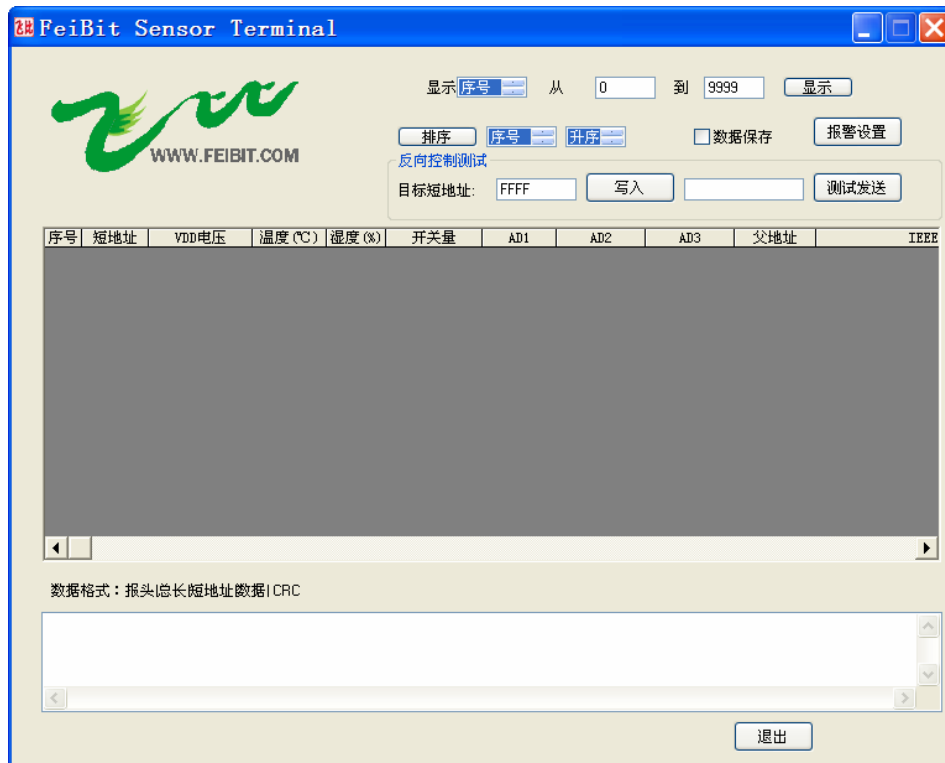 飞比 FeiBit Sensor Terminal
显示 序号 从 0 到 9999 显示
WWW.FEIBIT.COM
排序 序号 升序 数据保存 报警设置
反向控制测试
目标短地址: FFFF 写入 测试发送
序号 短地址 VDD电压 温度(℃) 湿度(%) 开关量 AD1 AD2 AD3 父地址 IEEE
数据格式:报头|总长|短地址|数据|CRC
退出